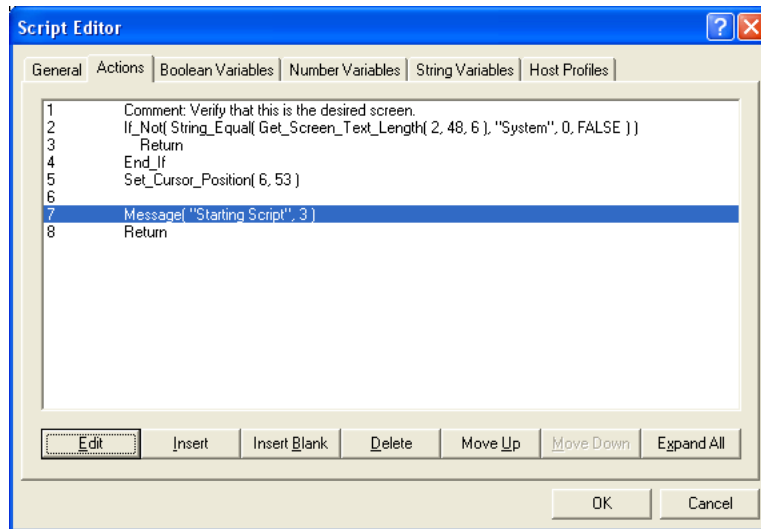 Script Editor
General Actions Boolean Variables Number Variables String Variables Host Profiles
1 Comment: Verify that this is the desired screen.
2 If_Not( String_Equal( Get_Screen_Text_Length( 2, 48, 6 ), "System", 0, FALSE ) )
3 Return
4 End_If
5 Set_Cursor_Position( 6, 53 )
6
7 Message( "Starting Script", 3 )
8 Return
Edit Insert Insert Blank Delete Move Up Move Down Expand All
OK Cancel